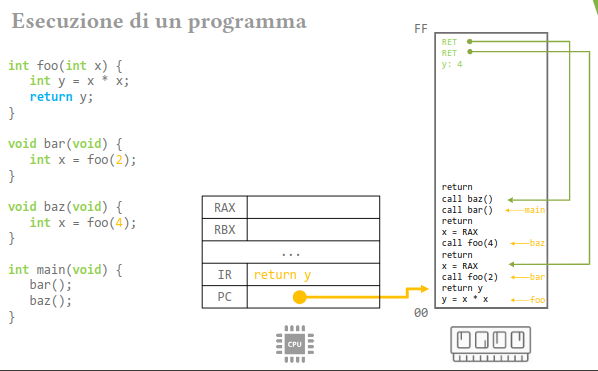 Esecuzione di un programma
int foo(int x) {
int y = x * x;
return y;
}
void bar(void) {
int x = foo(2);
}
void baz(void) {
int x = foo(4);
}
int main(void) {
bar();
baz();
}
RAX
RBX
...
IR return y
PC
CPU
FF
RET
RET
y: 4
return
call baz()
call bar() main
return
x = RAX
call foo(4) baz
return
x = RAX
call foo(2) bar
return y
y = x * x foo
00